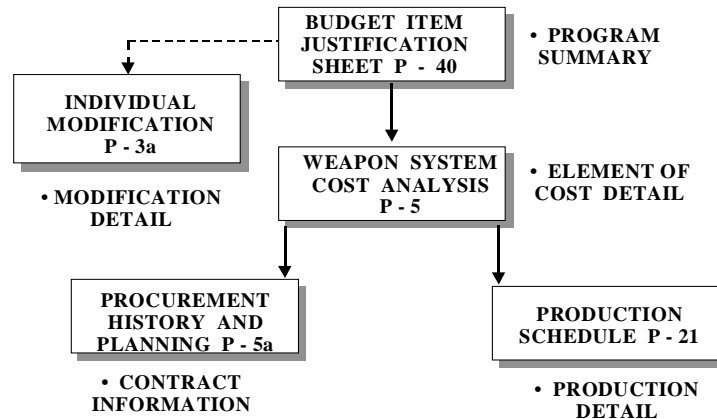 BUDGET ITEM
JUSTIFICATION
SHEET P - 40
• PROGRAM
SUMMARY
INDIVIDUAL
MODIFICATION
P - 3a
• MODIFICATION
DETAIL
WEAPON SYSTEM
COST ANALYSIS
P - 5
• ELEMENT OF
COST DETAIL
PROCUREMENT
HISTORY AND
PLANNING P - 5a
• CONTRACT
INFORMATION
PRODUCTION
SCHEDULE P - 21
• PRODUCTION
DETAIL